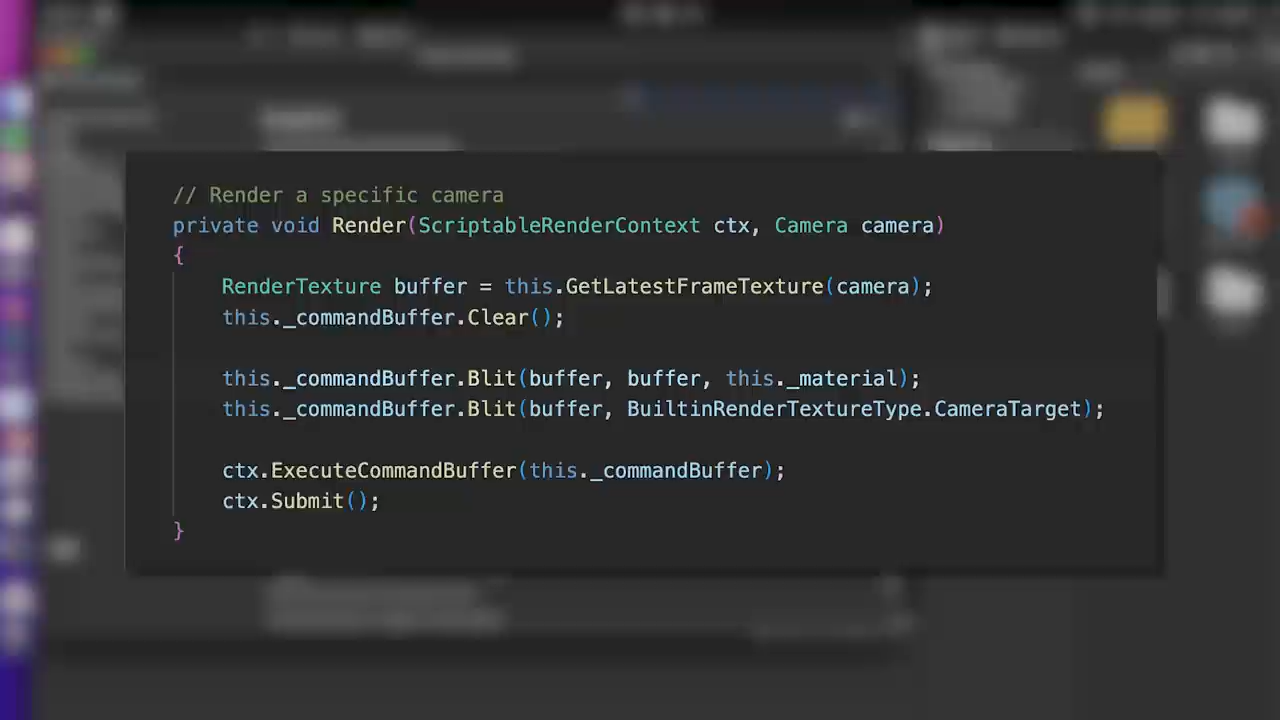 // Render a specific camera
private void Render(ScriptableRenderContext ctx, Camera camera)
{
RenderTexture buffer = this.GetLatestFrameTexture(camera);
this._commandBuffer.Clear();
this._commandBuffer.Blit(buffer, buffer, this._material);
this._commandBuffer.Blit(buffer, BuiltinRenderTextureType.CameraTarget);
ctx.ExecuteCommandBuffer(this._commandBuffer);
ctx.Submit();
}